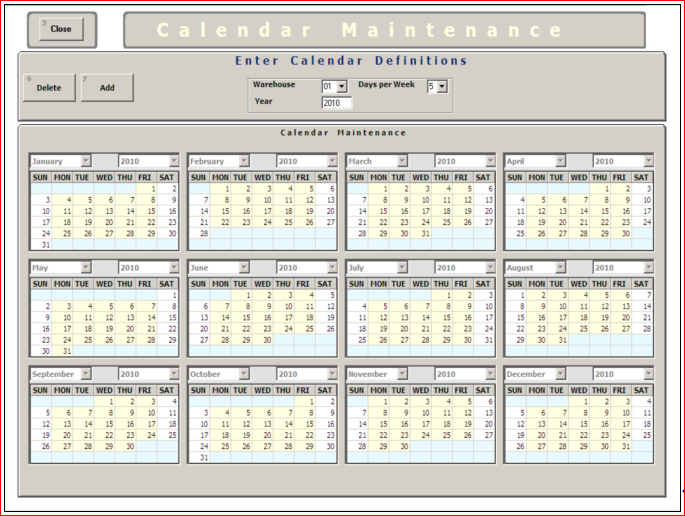 5
Close
Calendar Maintenance
Enter Calendar Definitions
6
Delete
7
Add
Warehouse 01 Days per Week 5
Year 2010
Calendar Maintenance
January 2010
SUN MON TUE WED THU FRI SAT
1 2
3 4 5 6 7 8 9
10 11 12 13 14 15 16
17 18 19 20 21 22 23
24 25 26 27 28 29 30
31
February 2010
SUN MON TUE WED THU FRI SAT
1 2 3 4 5 6
7 8 9 10 11 12 13
14 15 16 17 18 19 20
21 22 23 24 25 26 27
28
March 2010
SUN MON TUE WED THU FRI SAT
1 2 3 4 5 6
7 8 9 10 11 12 13
14 15 16 17 18 19 20
21 22 23 24 25 26 27
28 29 30 31
April 2010
SUN MON TUE WED THU FRI SAT
1 2 3
4 5 6 7 8 9 10
11 12 13 14 15 16 17
18 19 20 21 22 23 24
25 26 27 28 29 30
May 2010
SUN MON TUE WED THU FRI SAT
1
2 3 4 5 6 7 8
9 10 11 12 13 14 15
16 17 18 19 20 21 22
23 24 25 26 27 28 29
30 31
June 2010
SUN MON TUE WED THU FRI SAT
1 2 3 4 5
6 7 8 9 10 11 12
13 14 15 16 17 18 19
20 21 22 23 24 25 26
27 28 29 30
July 2010
SUN MON TUE WED THU FRI SAT
1 2 3
4 5 6 7 8 9 10
11 12 13 14 15 16 17
18 19 20 21 22 23 24
25 26 27 28 29 30 31
August 2010
SUN MON TUE WED THU FRI SAT
1 2 3 4 5 6 7
8 9 10 11 12 13 14
15 16 17 18 19 20 21
22 23 24 25 26 27 28
29 30 31
September 2010
SUN MON TUE WED THU FRI SAT
1 2 3 4
5 6 7 8 9 10 11
12 13 14 15 16 17 18
19 20 21 22 23 24 25
26 27 28 29 30
October 2010
SUN MON TUE WED THU FRI SAT
1 2
3 4 5 6 7 8 9
10 11 12 13 14 15 16
17 18 19 20 21 22 23
24 25 26 27 28 29 30
31
November 2010
SUN MON TUE WED THU FRI SAT
1 2 3 4 5 6
7 8 9 10 11 12 13
14 15 16 17 18 19 20
21 22 23 24 25 26 27
28 29 30
December 2010
SUN MON TUE WED THU FRI SAT
1 2 3 4
5 6 7 8 9 10 11
12 13 14 15 16 17 18
19 20 21 22 23 24 25
26 27 28 29 30 31